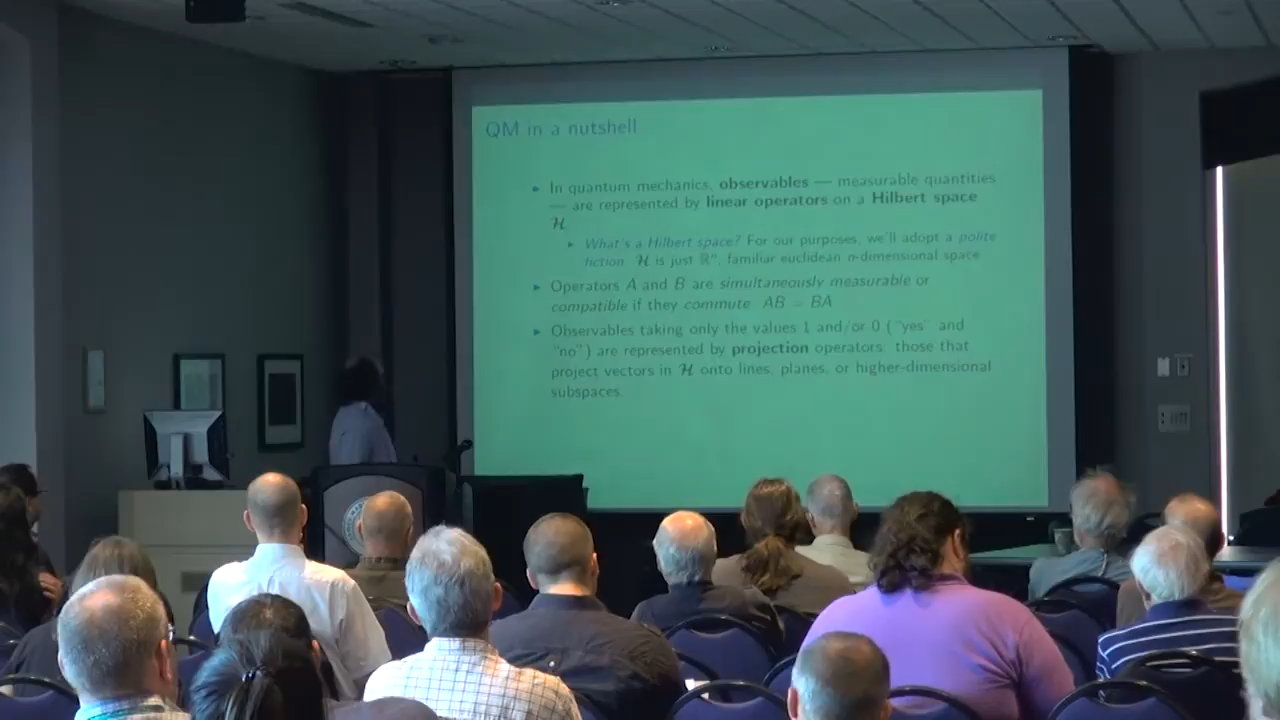 QM in a nutshell
▸ In quantum mechanics, observables — measurable quantities
— are represented by linear operators on a Hilbert space
ℋ.
▸ What's a Hilbert space? For our purposes, we'll adopt a polite
fiction: ℋ is just ℝⁿ, familiar euclidean n-dimensional space
▸ Operators A and B are simultaneously measurable or
compatible if they commute: AB = BA
▸ Observables taking only the values 1 and/or 0 ("yes" and
"no") are represented by projection operators: those that
project vectors in ℋ onto lines, planes, or higher-dimensional
subspaces.